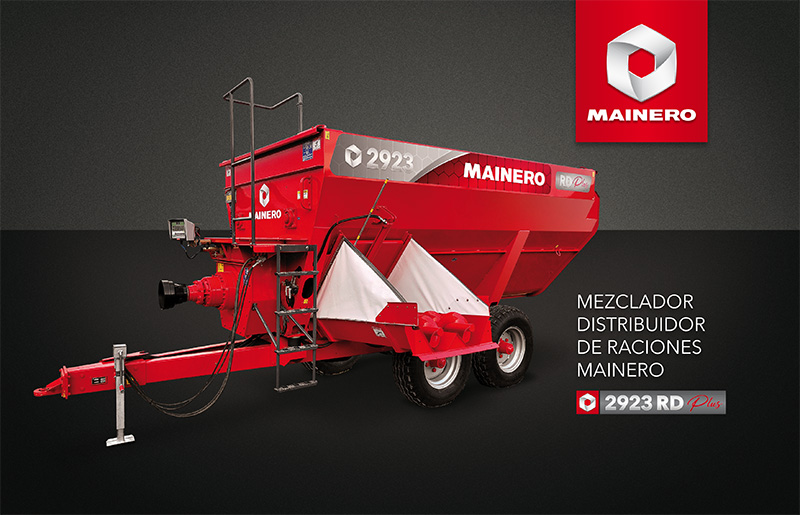 MAINERO
2923
MAINERO
RD Plus
MAINERO
MEZCLADOR
DISTRIBUIDOR
DE RACIONES
MAINERO
2923 RD Plus